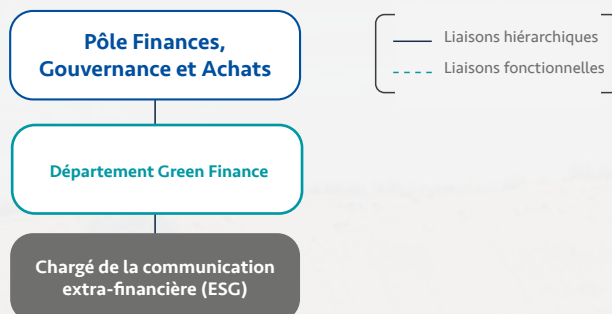 Pôle Finances,
Gouvernance et Achats
Liaisons hiérarchiques
Liaisons fonctionnelles
Département Green Finance
Chargé de la communication
extra-financière (ESG)